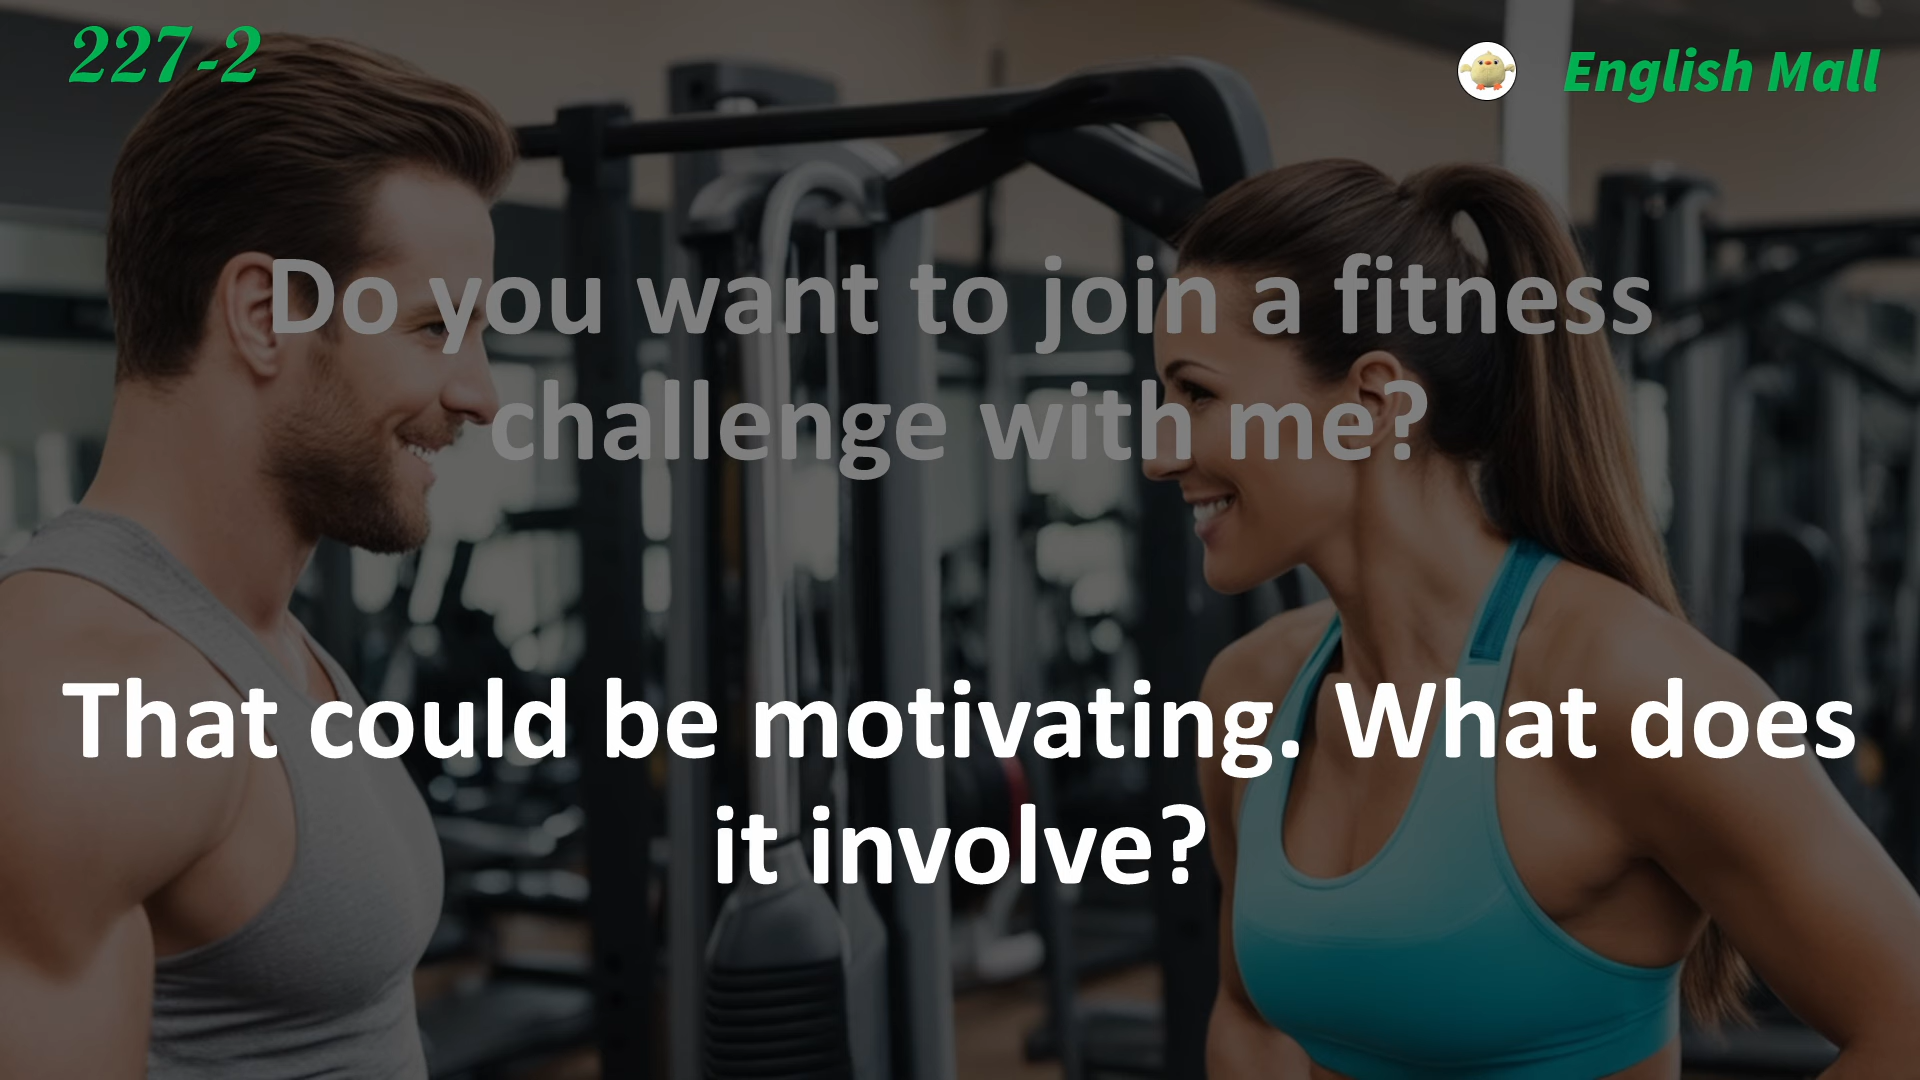 227-2
English Mall
Do you want to join a fitness
challenge with me?
That could be motivating. What does
it involve?